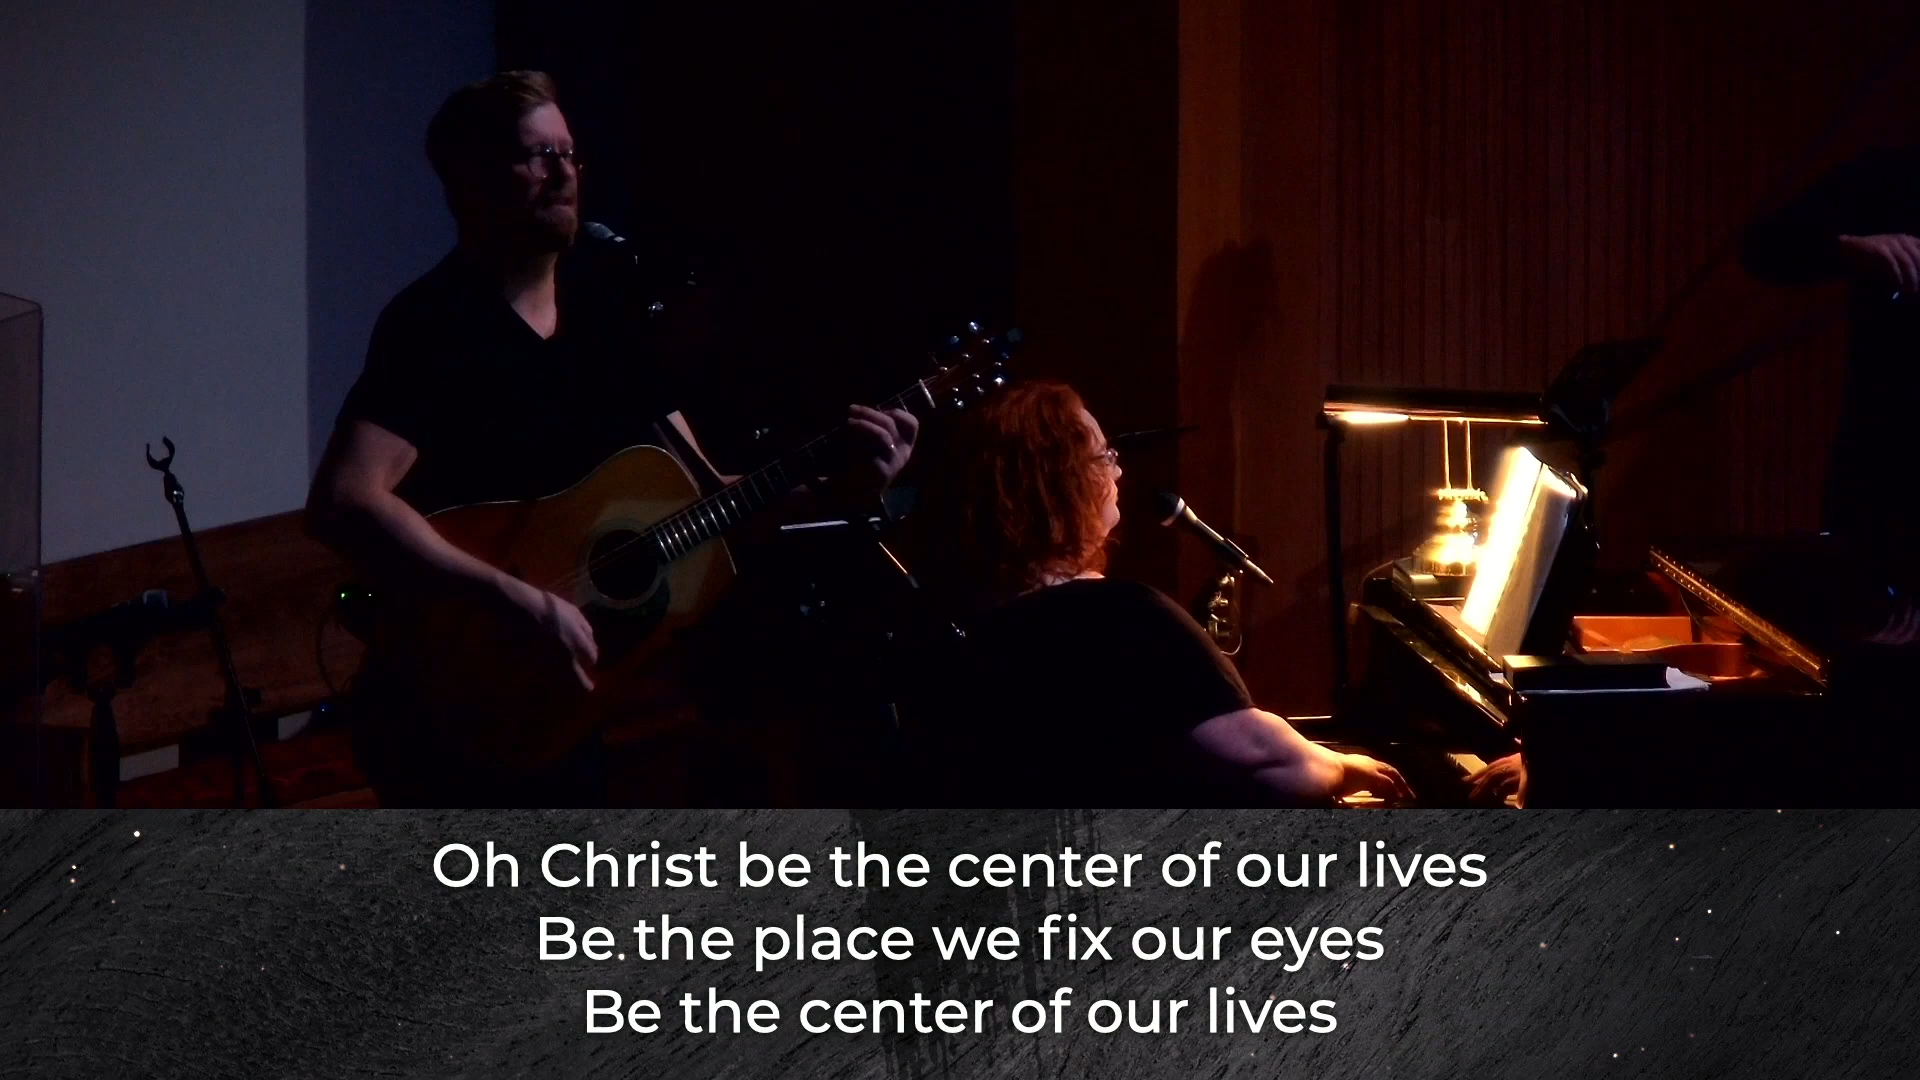 Oh Christ be the center of our lives
Be the place we fix our eyes
Be the center of our lives